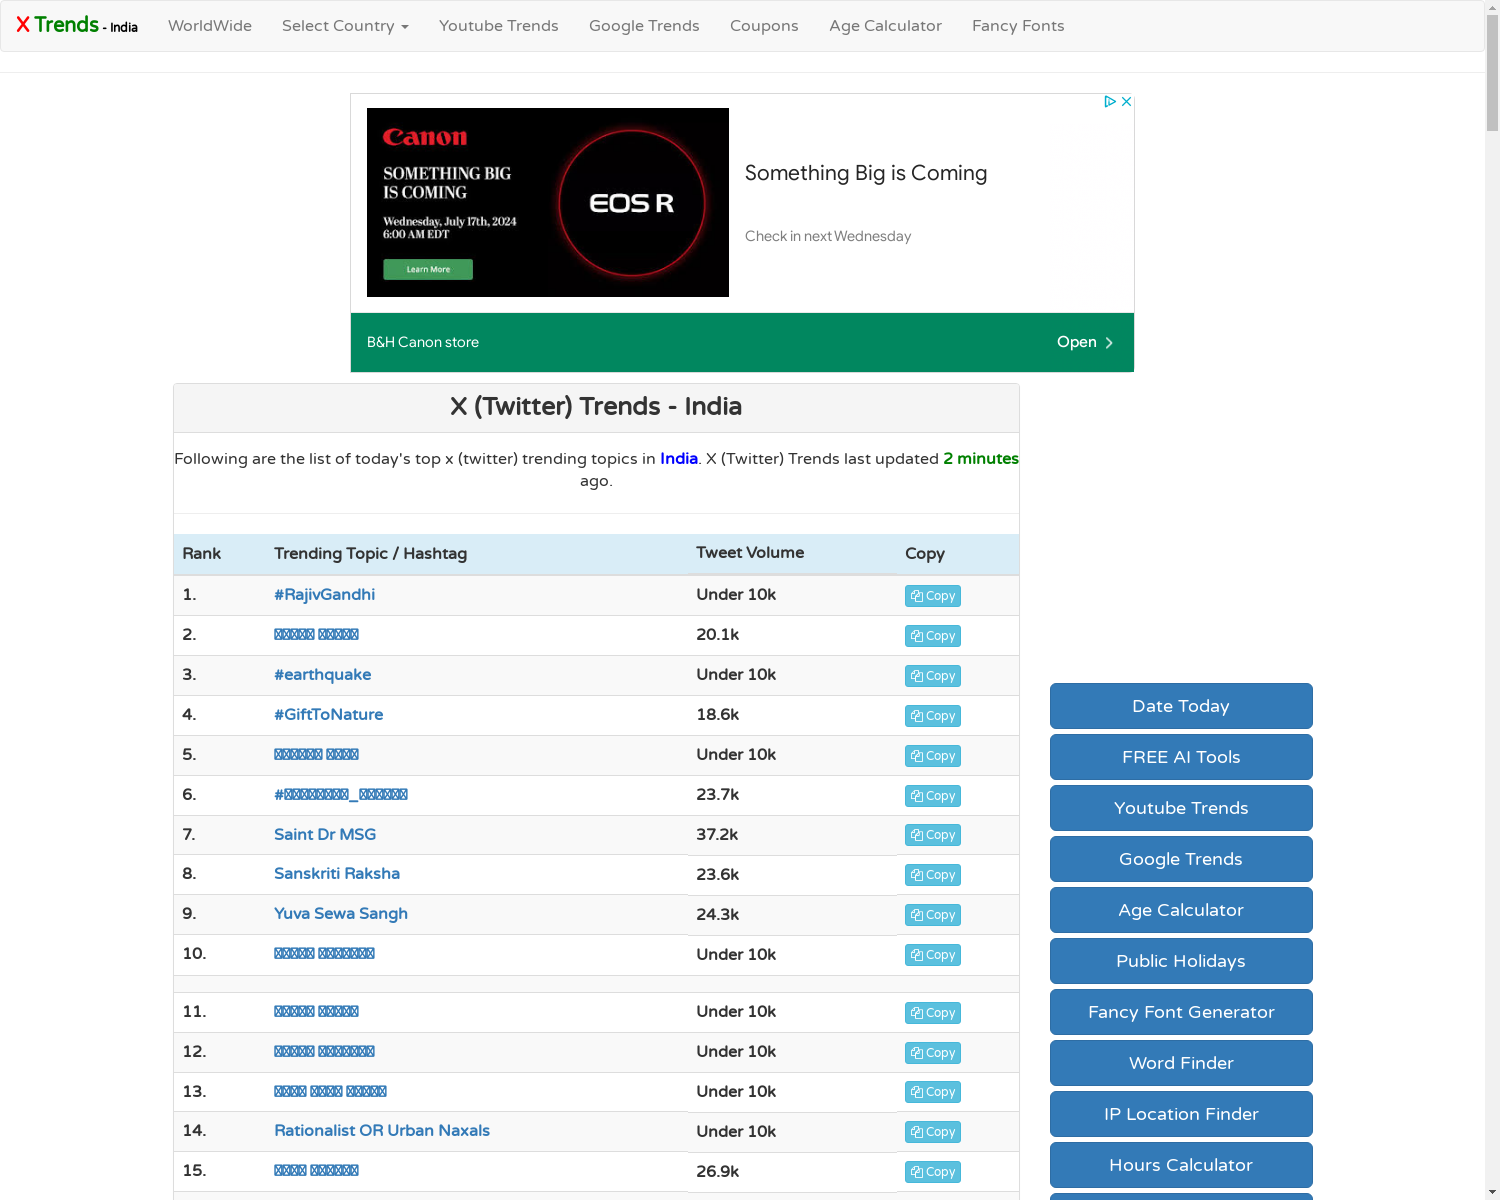 X Trends - India WorldWide Select Country Youtube Trends Google Trends Coupons Age Calculator Fancy Fonts
Canon
SOMETHING BIG
IS COMING
Wednesday, July 17th, 2024
6:00 AM EDT
Learn More
EOS R
Something Big is Coming
Check in next Wednesday
B&H Canon store
Open
X (Twitter) Trends - India
Following are the list of today's top x (twitter) trending topics in India. X (Twitter) Trends last updated 2 minutes
ago.
Rank Trending Topic / Hashtag Tweet Volume Copy
1. #RajivGandhi Under 10k Copy
2. 20.1k Copy
3. #earthquake Under 10k Copy
4. #GiftToNature 18.6k Copy
5. Under 10k Copy
6. 23.7k Copy
7. Saint Dr MSG 37.2k Copy
8. Sanskriti Raksha 23.6k Copy
9. Yuva Sewa Sangh 24.3k Copy
10. Under 10k Copy
11. Under 10k Copy
12. Under 10k Copy
13. Under 10k Copy
14. Rationalist OR Urban Naxals Under 10k Copy
15. 26.9k Copy
Date Today
FREE AI Tools
Youtube Trends
Google Trends
Age Calculator
Public Holidays
Fancy Font Generator
Word Finder
IP Location Finder
Hours Calculator